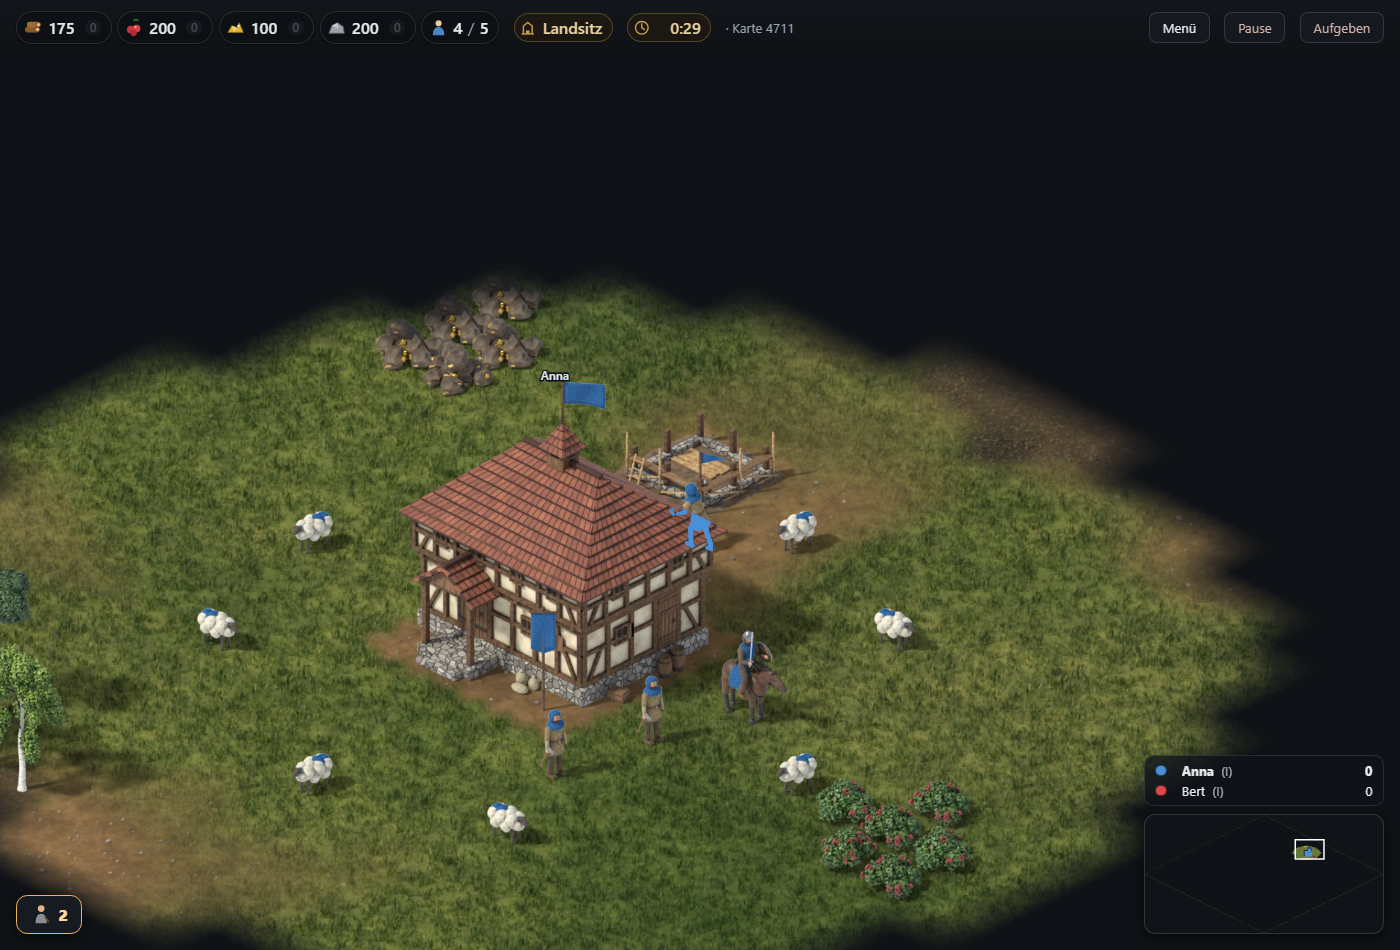 175 0 200 0 100 0 200 0 4 / 5 Landsitz 0:29 · Karte 4711 Menü Pause Aufgeben
Anna
Anna (I) 0
Bert (I) 0
2